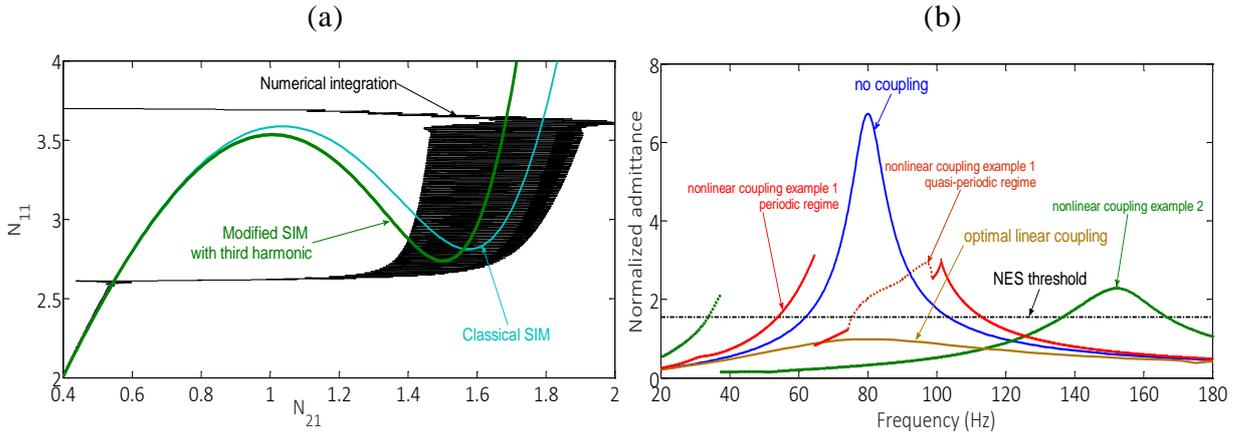 (a)
(b)
4
3.5
3
2.5
2
N11
0.4
0.6
0.8
1
1.2
1.4
1.6
1.8
2
N21
Numerical integration
Modified SIM
with third harmonic
Classical SIM
8
6
4
2
0
Normalized admittance
20
40
60
80
100
120
140
160
180
Frequency (Hz)
no coupling
nonlinear coupling example 1
periodic regime
nonlinear coupling example 1
quasi-periodic regime
nonlinear coupling example 2
optimal linear coupling
NES threshold